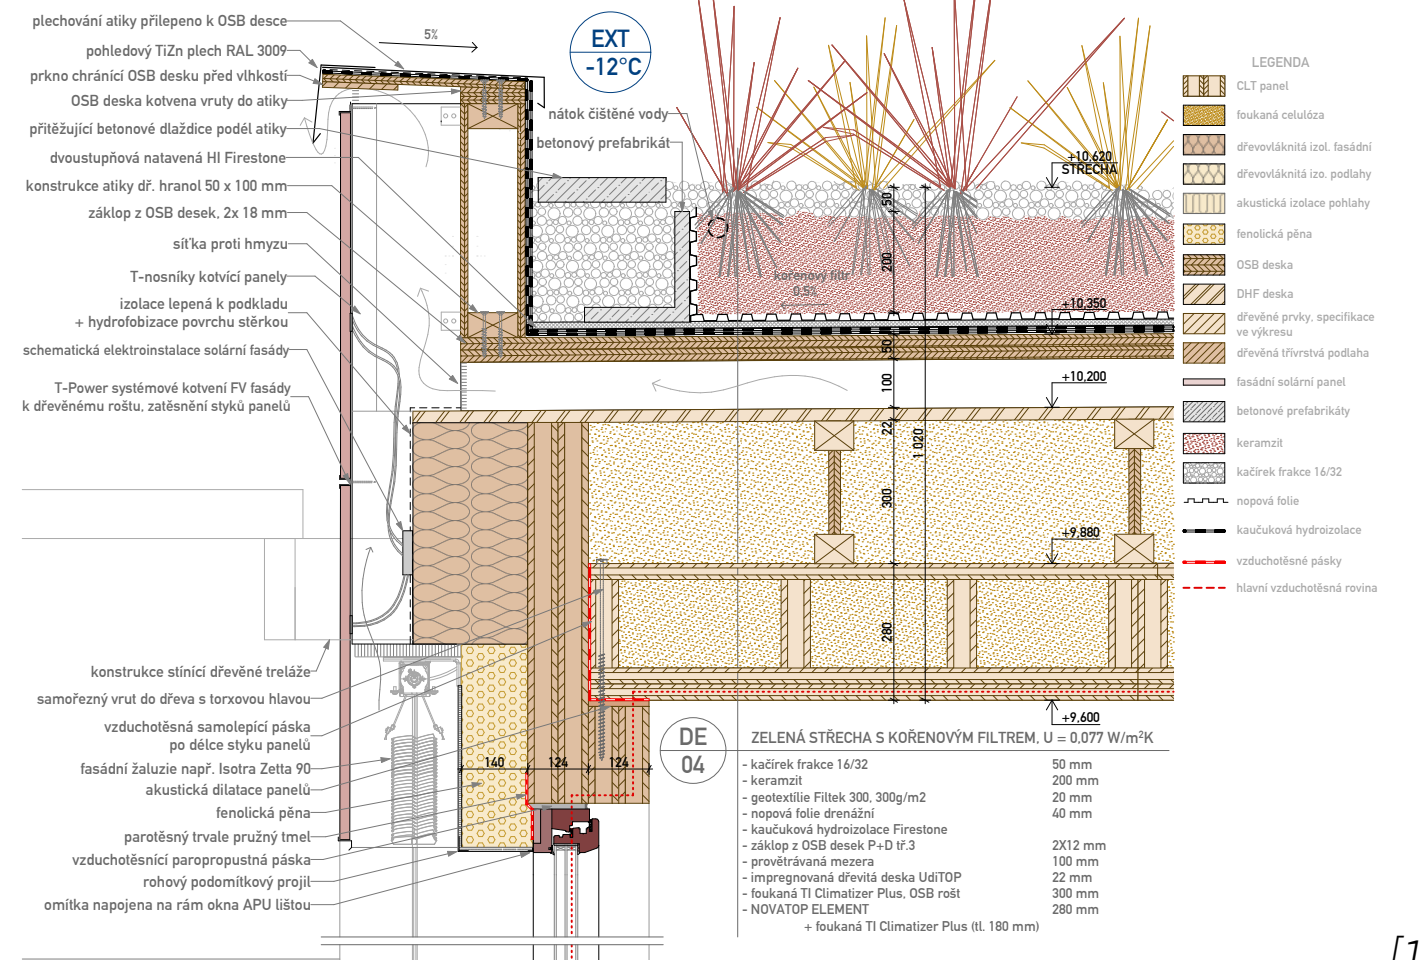 plechování atiky přilepeno k OSB desce
pohledový TiZn plech RAL 3009
prkno chránící OSB desku před vlhkostí
OSB deska kotvena vruty do atiky
přitěžující betonové dlaždice podél atiky
dvoustupňová natavená HI Firestone
konstrukce atiky dř. hranol 50 x 100 mm
záklop z OSB desek, 2x 18 mm
síťka proti hmyzu
T-nosníky kotvící panely
izolace lepená k podkladu
+ hydrofobizace povrchu stěrkou
schematická elektroinstalace solární fasády
T-Power systémové kotvení FV fasády
k dřevěnému roštu, zatěsnění styků panelů
konstrukce stínící dřevěné treláže
samořezný vrut do dřeva s torxovou hlavou
vzduchotěsná samolepící páska
po délce styku panelů
fasádní žaluzie např. Isotra Zetta 90
akustická dilatace panelů
fenolická pěna
parotěsný trvale pružný tmel
vzduchotěsnící paropropustná páska
rohový podomítkový projil
omítka napojena na rám okna APU lištou
5%
EXT
-12°C
nátok čištěné vody
betonový prefabrikát
kořenový filtr
0.5%
+10,620
STŘECHA
+10,350
+10,200
+9,880
+9,600
50
200
50
100
22
300
280
1 020
140
124
124
DE
04
ZELENÁ STŘECHA S KOŘENOVÝM FILTREM, U = 0,077 W/m²K
- kačírek frakce 16/32 50 mm
- keramzit 200 mm
- geotextílie Filtek 300, 300g/m2 20 mm
- nopová folie drenážní 40 mm
- kaučuková hydroizolace Firestone
- záklop z OSB desek P+D tř.3 2X12 mm
- provětrávaná mezera 100 mm
- impregnovaná dřevitá deska UdiTOP 22 mm
- foukaná TI Climatizer Plus, OSB rošt 300 mm
- NOVATOP ELEMENT 280 mm
+ foukaná TI Climatizer Plus (tl. 180 mm)
LEGENDA
CLT panel
foukaná celulóza
dřevovláknitá izol. fasádní
dřevovláknitá izo. podlahy
akustická izolace pohlahy
fenolická pěna
OSB deska
DHF deska
dřevěné prvky, specifikace
ve výkresu
dřevěná třívrstvá podlaha
fasádní solární panel
betonové prefabrikáty
keramzit
kačírek frakce 16/32
nopová folie
kaučuková hydroizolace
vzduchotěsné pásky
hlavní vzduchotěsná rovina
[1